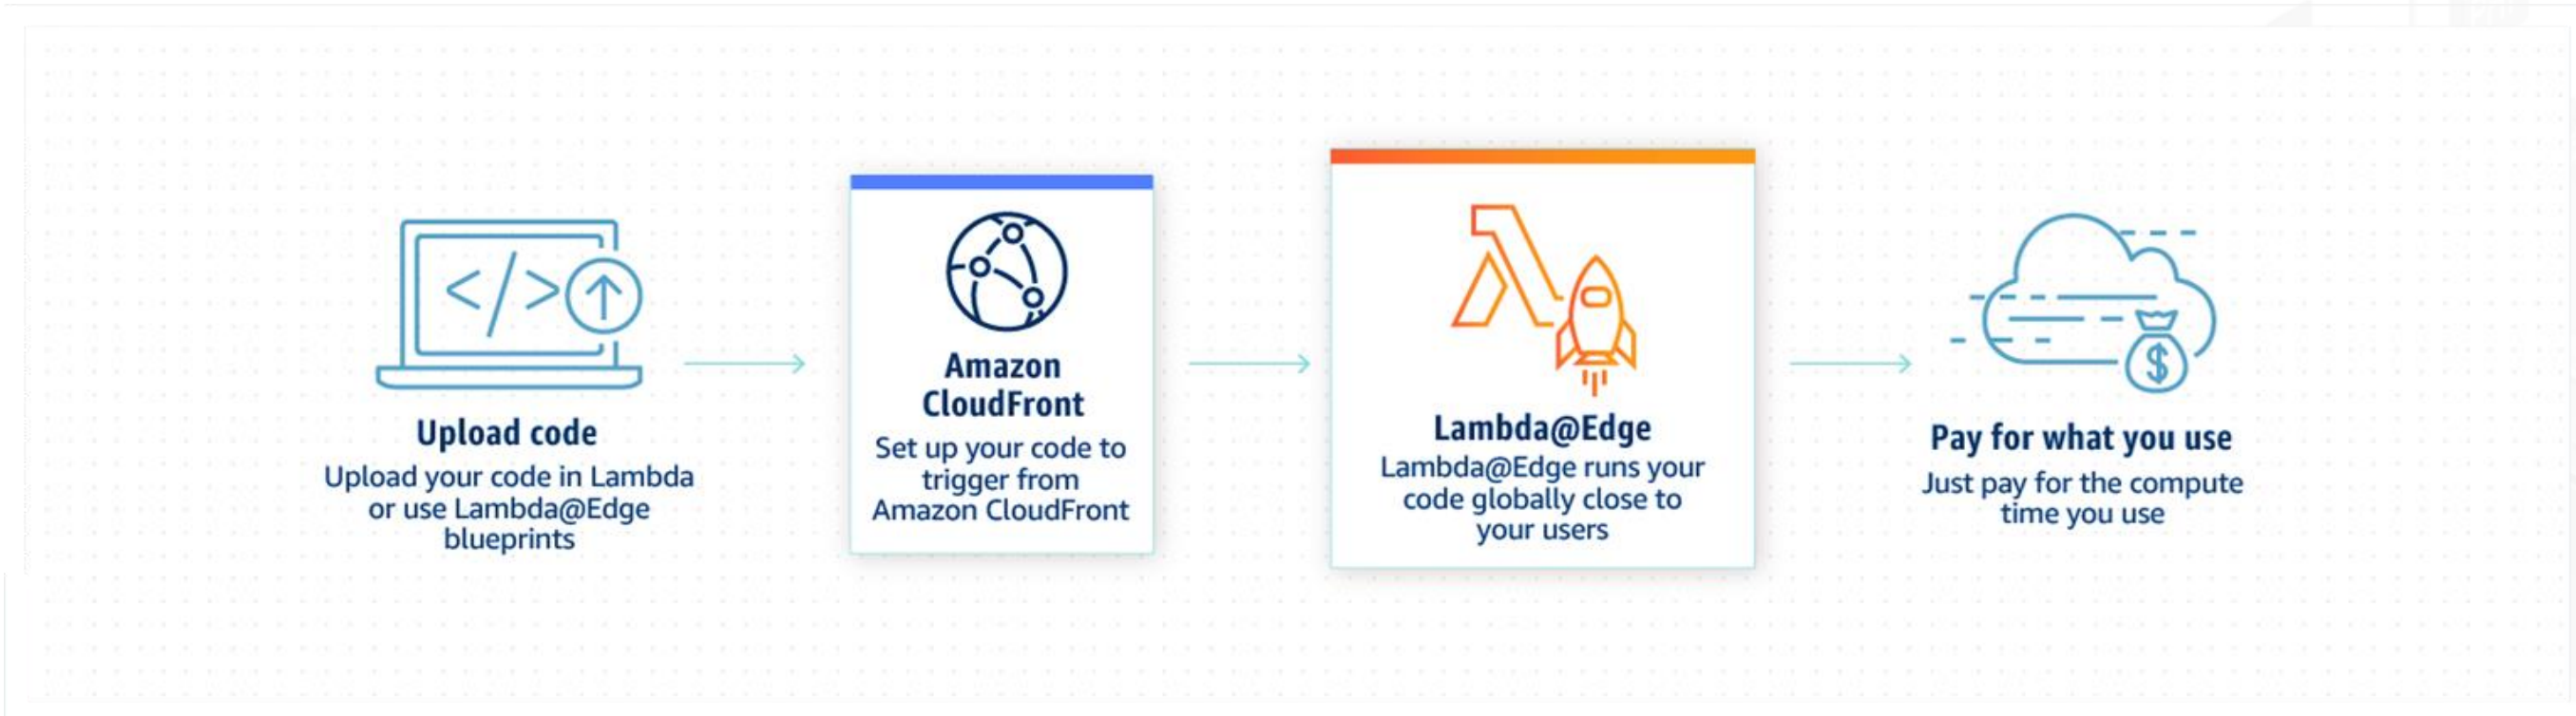 Upload code
Upload your code in Lambda
or use Lambda@Edge
blueprints
Amazon
CloudFront
Set up your code to
trigger from
Amazon CloudFront
Lambda@Edge
Lambda@Edge runs your
code globally close to
your users
Pay for what you use
Just pay for the compute
time you use